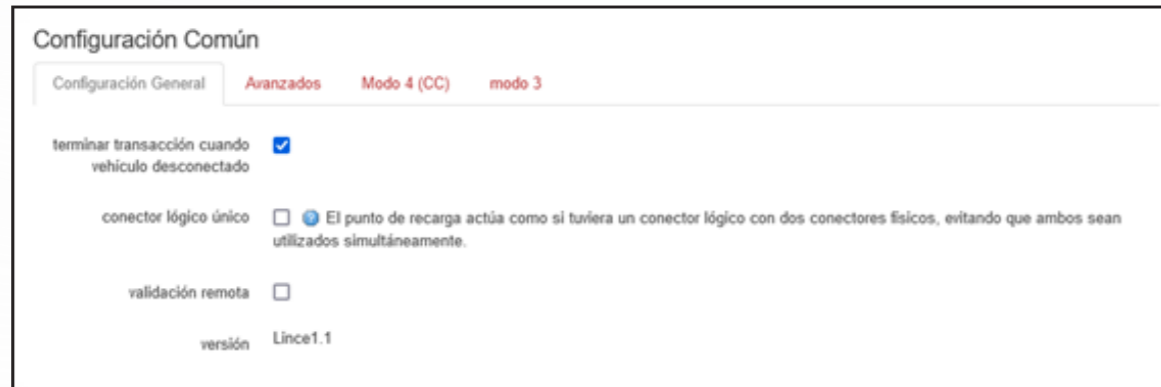 Configuración Común
Configuración General Avanzados Modo 4 (CC) modo 3
terminar transacción cuando
vehículo desconectado
conector lógico único El punto de recarga actúa como si tuviera un conector lógico con dos conectores físicos, evitando que ambos sean
utilizados simultáneamente.
validación remota
versión Lince1.1